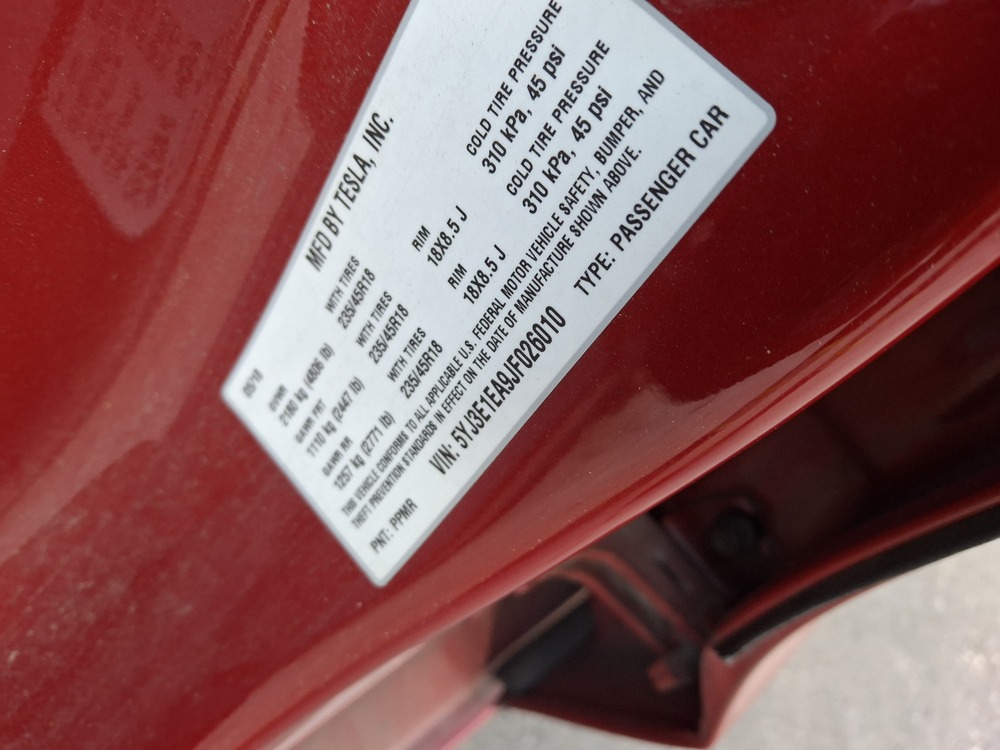 MFD BY TESLA, INC.
05/18
GVWR
2180 kg (4806 lb)
GAWR FRT WITH TIRES RIM COLD TIRE PRESSURE
1110 kg (2447 lb) 235/45R18 18X8.5 J 310 kPa, 45 psi
GAWR RR WITH TIRES RIM COLD TIRE PRESSURE
1257 kg (2771 lb) 235/45R18 18X8.5 J 310 kPa, 45 psi
WITH TIRES
235/45R18
THIS VEHICLE CONFORMS TO ALL APPLICABLE U.S. FEDERAL MOTOR VEHICLE SAFETY, BUMPER, AND
THEFT PREVENTION STANDARDS IN EFFECT ON THE DATE OF MANUFACTURE SHOWN ABOVE.
VIN: 5YJ3E1EA9JF026010 TYPE: PASSENGER CAR
PNT: PPMR